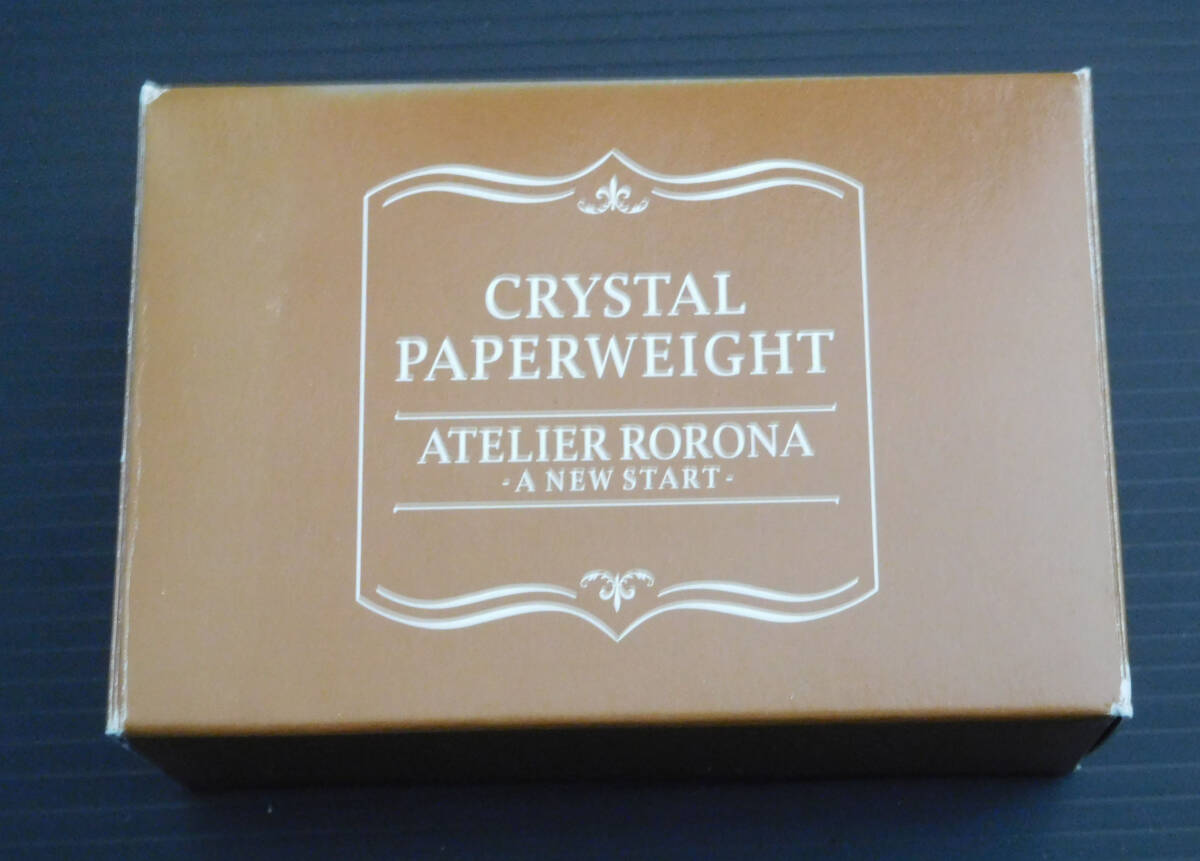 CRYSTAL
PAPERWEIGHT
ATELIER RORONA
- A NEW START -